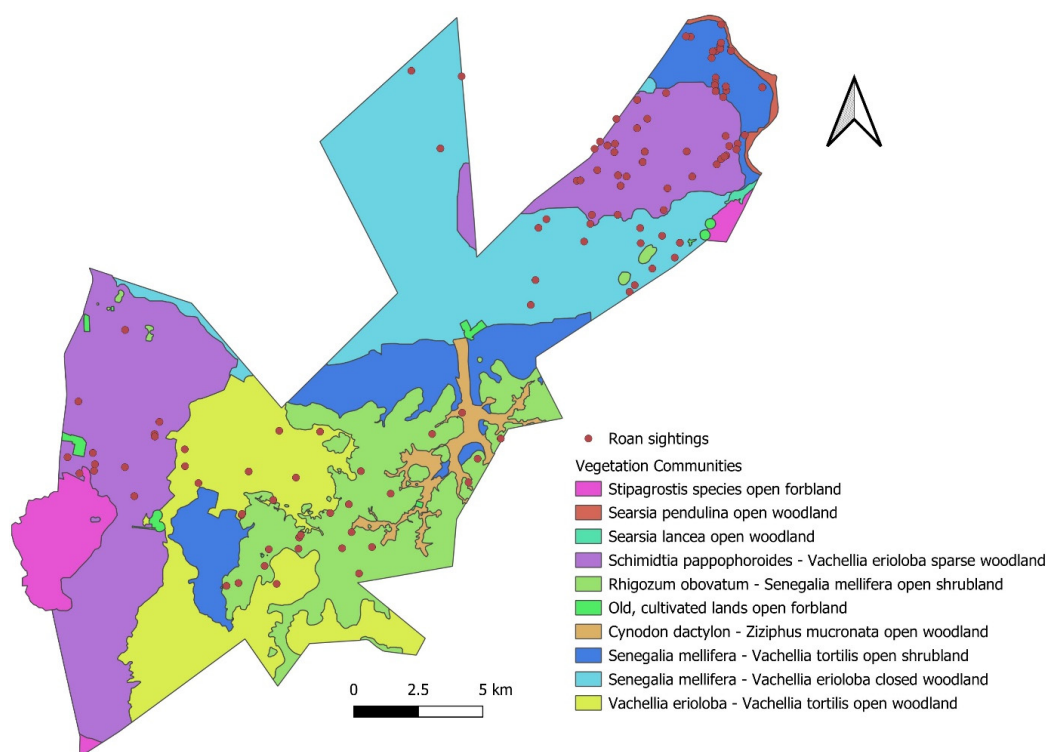 Roan sightings
Vegetation Communities
Stipagrostis species open forbland
Searsia pendulina open woodland
Searsia lancea open woodland
Schimidtia pappophoroides - Vachellia erioloba sparse woodland
Rhigozum obovatum - Senegalia mellifera open shrubland
Old, cultivated lands open forbland
Cynodon dactylon - Ziziphus mucronata open woodland
Senegalia mellifera - Vachellia tortilis open shrubland
Senegalia mellifera - Vachellia erioloba closed woodland
Vachellia erioloba - Vachellia tortilis open woodland
0 2.5 5 km